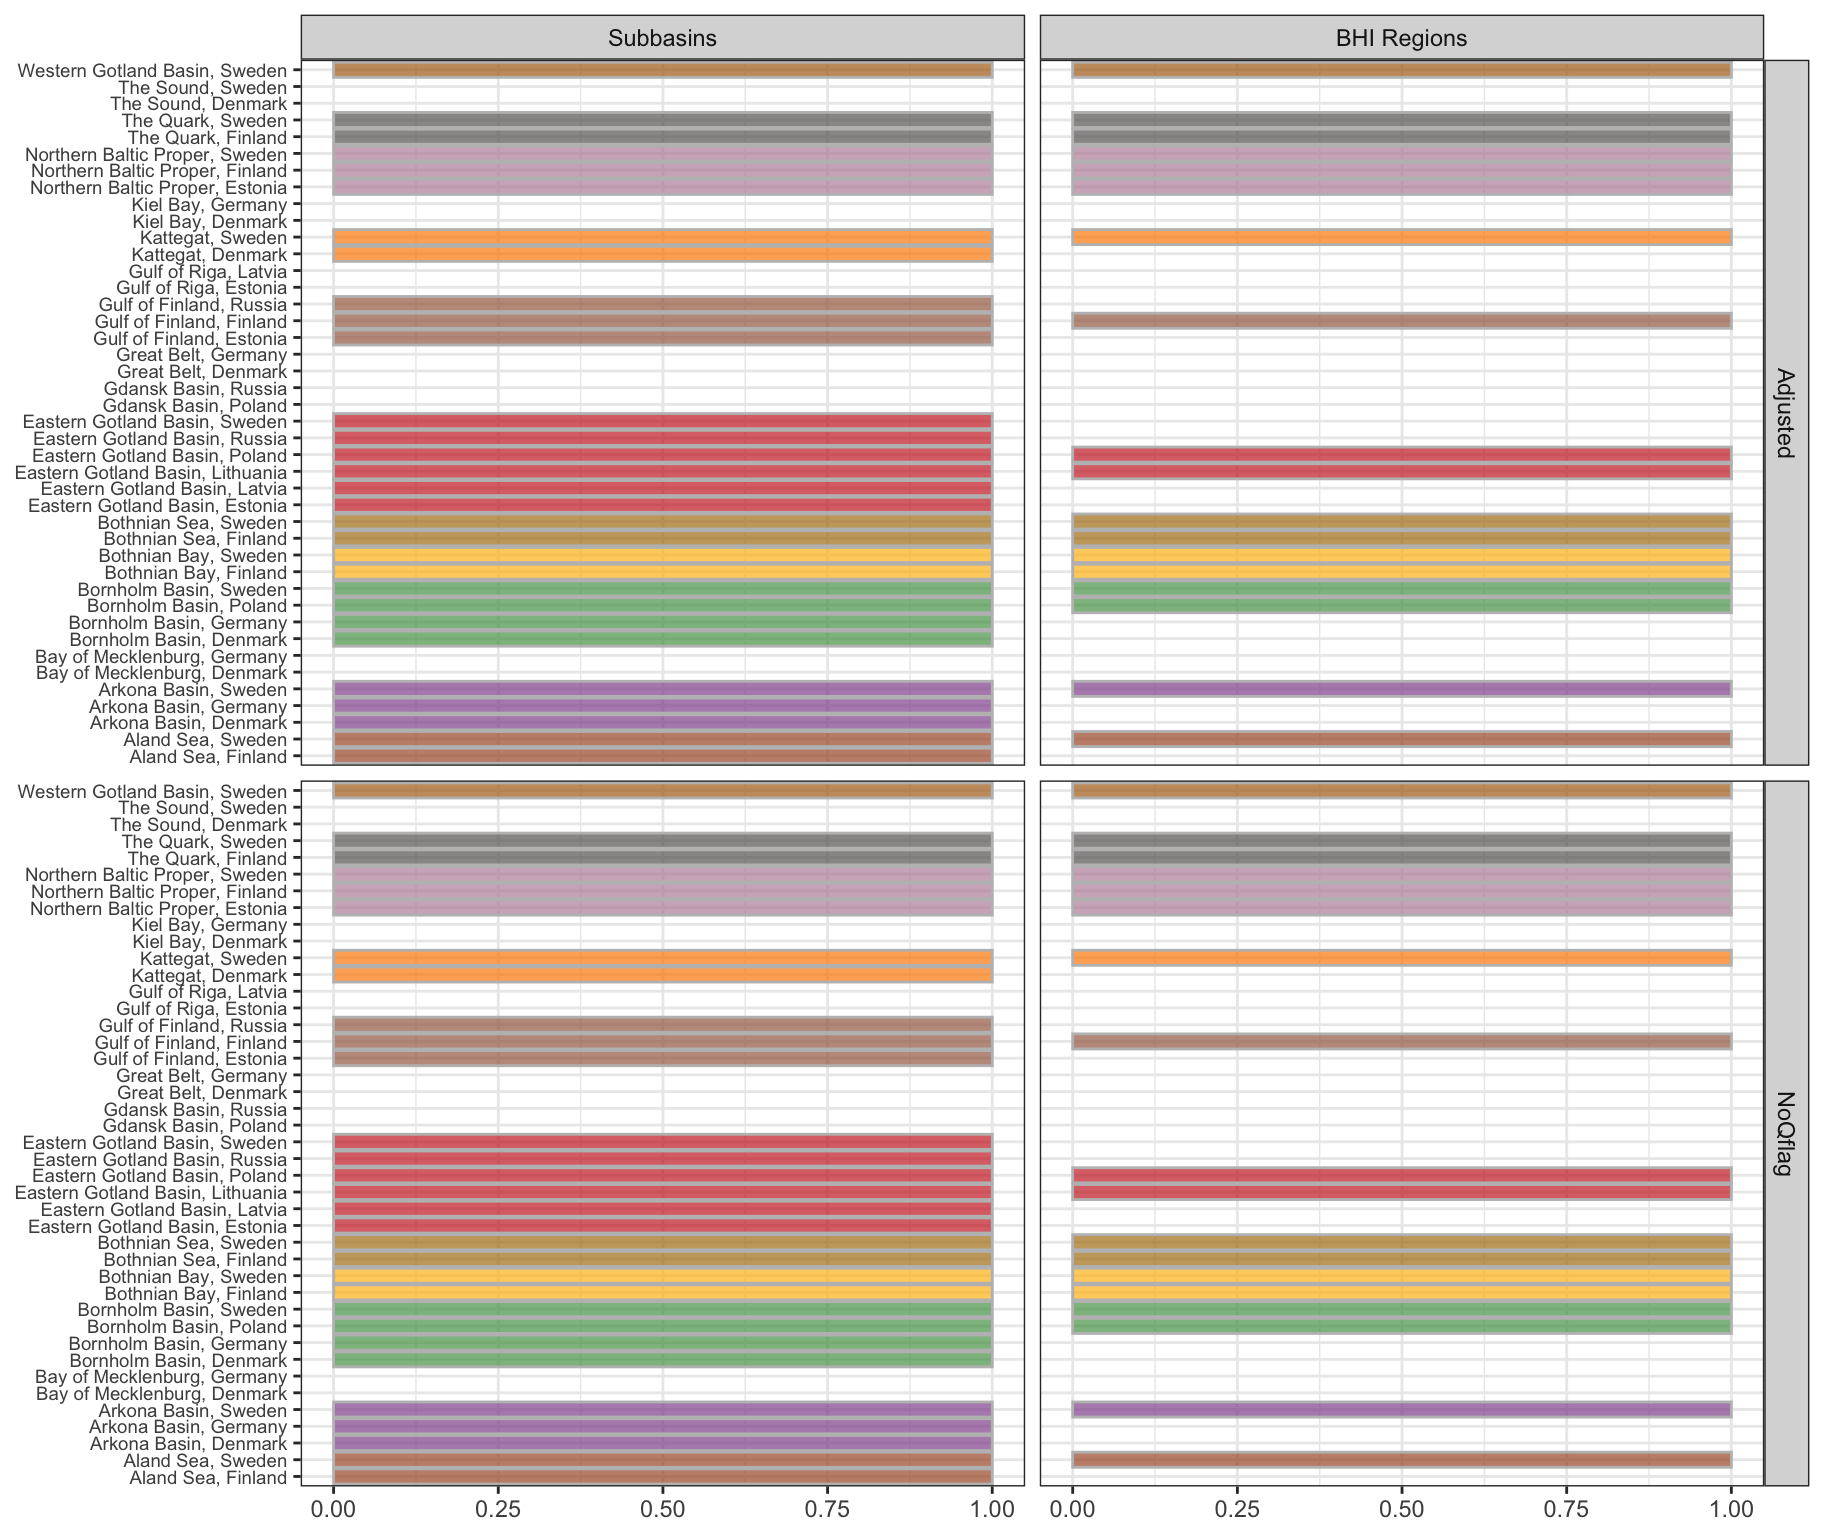 Subbasins
BHI Regions
Western Gotland Basin, Sweden
The Sound, Sweden
The Sound, Denmark
The Quark, Sweden
The Quark, Finland
Northern Baltic Proper, Sweden
Northern Baltic Proper, Finland
Northern Baltic Proper, Estonia
Kiel Bay, Germany
Kiel Bay, Denmark
Kattegat, Sweden
Kattegat, Denmark
Gulf of Riga, Latvia
Gulf of Riga, Estonia
Gulf of Finland, Russia
Gulf of Finland, Finland
Gulf of Finland, Estonia
Great Belt, Germany
Great Belt, Denmark
Gdansk Basin, Russia
Gdansk Basin, Poland
Eastern Gotland Basin, Sweden
Eastern Gotland Basin, Russia
Eastern Gotland Basin, Poland
Eastern Gotland Basin, Lithuania
Eastern Gotland Basin, Latvia
Eastern Gotland Basin, Estonia
Bothnian Sea, Sweden
Bothnian Sea, Finland
Bothnian Bay, Sweden
Bothnian Bay, Finland
Bornholm Basin, Sweden
Bornholm Basin, Poland
Bornholm Basin, Germany
Bornholm Basin, Denmark
Bay of Mecklenburg, Germany
Bay of Mecklenburg, Denmark
Arkona Basin, Sweden
Arkona Basin, Germany
Arkona Basin, Denmark
Aland Sea, Sweden
Aland Sea, Finland
Adjusted
Western Gotland Basin, Sweden
The Sound, Sweden
The Sound, Denmark
The Quark, Sweden
The Quark, Finland
Northern Baltic Proper, Sweden
Northern Baltic Proper, Finland
Northern Baltic Proper, Estonia
Kiel Bay, Germany
Kiel Bay, Denmark
Kattegat, Sweden
Kattegat, Denmark
Gulf of Riga, Latvia
Gulf of Riga, Estonia
Gulf of Finland, Russia
Gulf of Finland, Finland
Gulf of Finland, Estonia
Great Belt, Germany
Great Belt, Denmark
Gdansk Basin, Russia
Gdansk Basin, Poland
Eastern Gotland Basin, Sweden
Eastern Gotland Basin, Russia
Eastern Gotland Basin, Poland
Eastern Gotland Basin, Lithuania
Eastern Gotland Basin, Latvia
Eastern Gotland Basin, Estonia
Bothnian Sea, Sweden
Bothnian Sea, Finland
Bothnian Bay, Sweden
Bothnian Bay, Finland
Bornholm Basin, Sweden
Bornholm Basin, Poland
Bornholm Basin, Germany
Bornholm Basin, Denmark
Bay of Mecklenburg, Germany
Bay of Mecklenburg, Denmark
Arkona Basin, Sweden
Arkona Basin, Germany
Arkona Basin, Denmark
Aland Sea, Sweden
Aland Sea, Finland
NoQflag
0.00 0.25 0.50 0.75 1.00
0.00 0.25 0.50 0.75 1.00